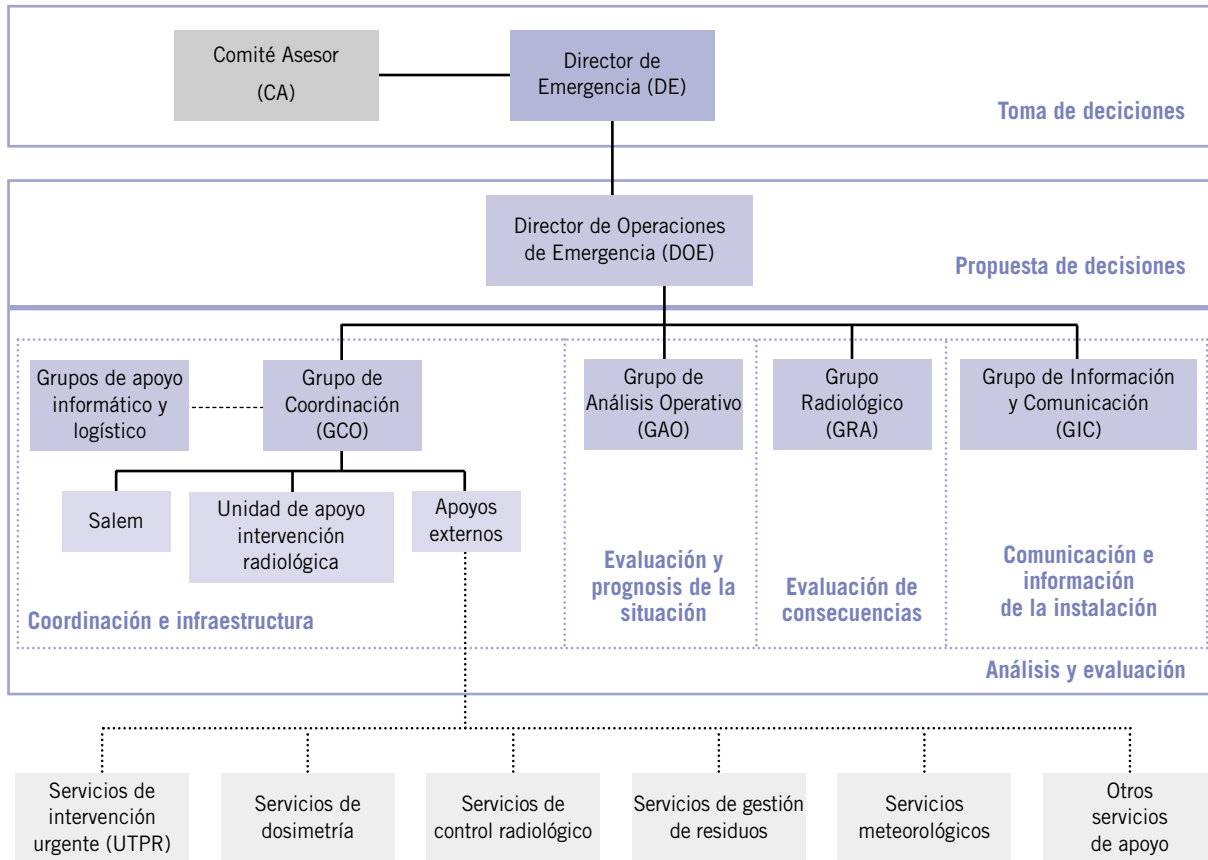 Comité Asesor
(CA)
Director de
Emergencia (DE)
Toma de deciciones
Director de Operaciones
de Emergencia (DOE)
Propuesta de decisiones
Grupos de apoyo
informático y
logístico
Grupo de
Coordinación
(GCO)
Grupo de
Análisis Operativo
(GAO)
Grupo
Radiológico
(GRA)
Grupo de Información
y Comunicación
(GIC)
Salem
Unidad de apoyo
intervención
radiológica
Apoyos
externos
Coordinación e infraestructura
Evaluación y
prognosis de la
situación
Evaluación de
consecuencias
Comunicación e
información
de la instalación
Análisis y evaluación
Servicios de
intervención
urgente (UTPR)
Servicios de
dosimetría
Servicios de
control radiológico
Servicios de gestión
de residuos
Servicios
meteorológicos
Otros
servicios
de apoyo